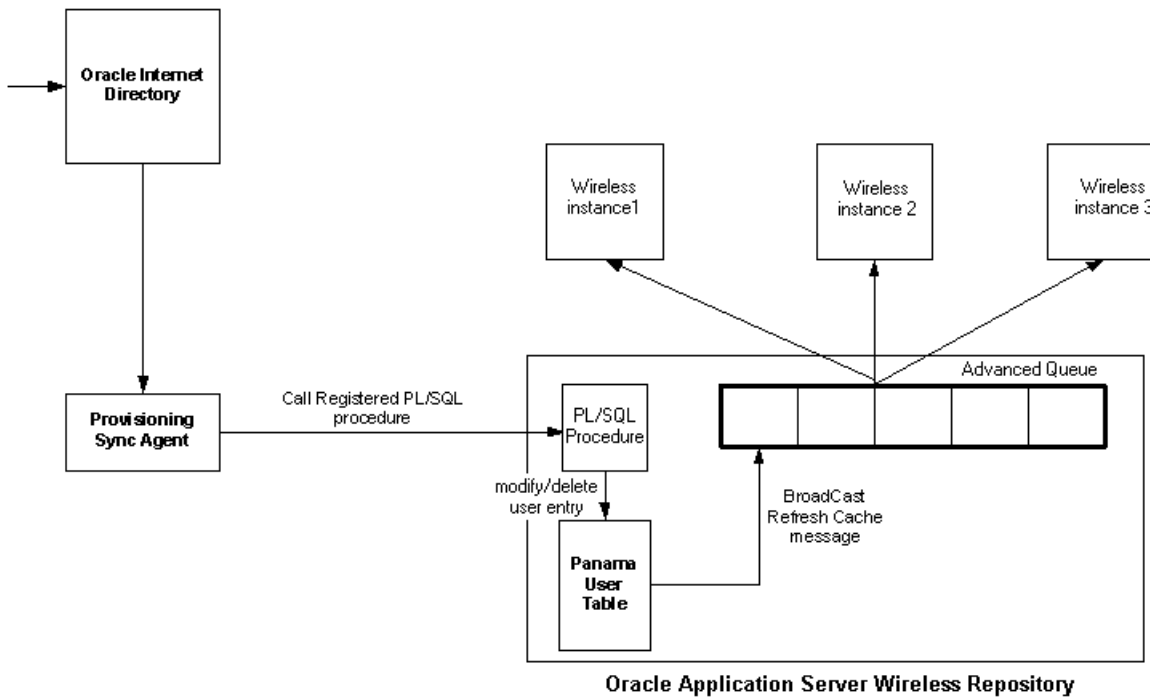 Oracle Internet
Directory
Wireless
instance1
Wireless
instance 2
Wireless
instance 3
Advanced Queue
Provisioning
Sync Agent
Call Registered PL/SQL
procedure
PL/SQL
Procedure
modify/delete
user entry
BroadCast
Refresh Cache
message
Panama
User
Table
Oracle Application Server Wireless Repository